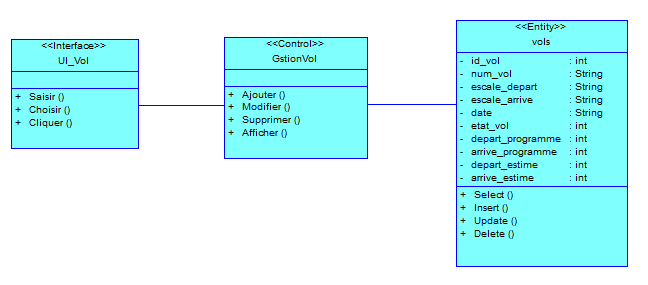 <<Interface>>
UI_Vol
+ Saisir ()
+ Choisir ()
+ Cliquer ()
<<Control>>
GstionVol
+ Ajouter ()
+ Modifier ()
+ Supprimer ()
+ Afficher ()
<<Entity>>
vols
- id_vol : int
- num_vol : String
- escale_depart : String
- escale_arrive : String
- date : String
- etat_vol : int
- depart_programme : int
- arrive_programme : int
- depart_estime : int
- arrive_estime : int
+ Select ()
+ Insert ()
+ Update ()
+ Delete ()